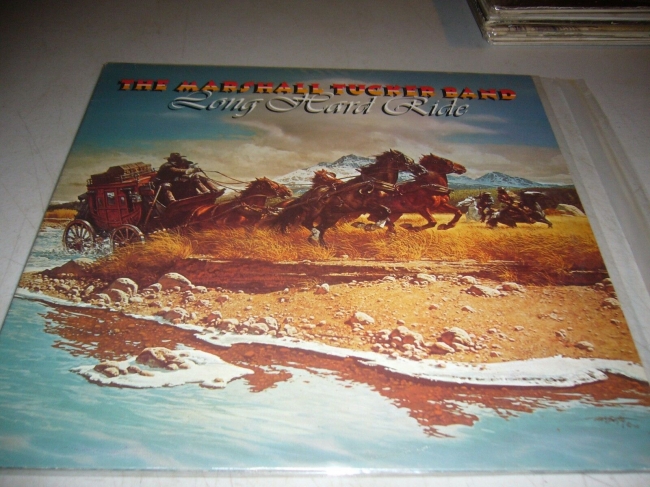 THE MARSHALL TUCKER BAND
Long Hard Ride